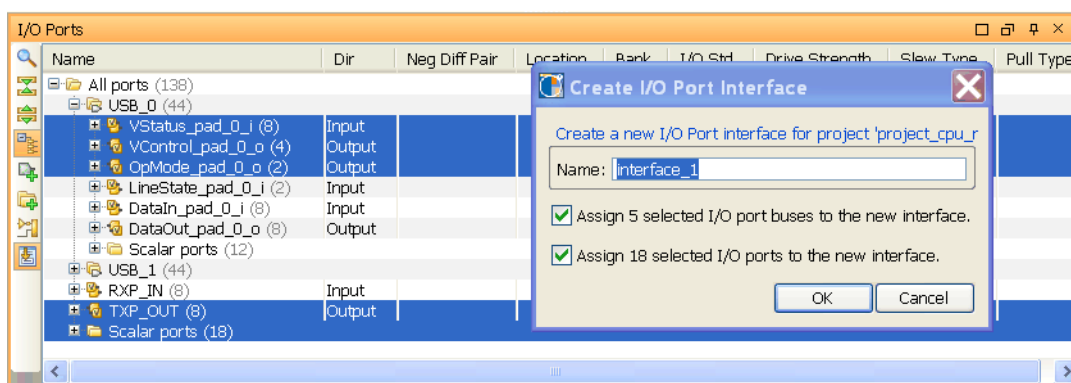 I/O Ports
Name Dir Neg Diff Pair Location Bank I/O Std Drive Strength Slew Type Pull Type
All ports (138)
USB_0 (44)
VStatus_pad_0_i (8) Input
VControl_pad_0_o (4) Output
OpMode_pad_0_o (2) Output
LineState_pad_0_i (2) Input
DataIn_pad_0_i (8) Input
DataOut_pad_0_o (8) Output
Scalar ports (12)
USB_1 (44)
RXP_IN (8) Input
TXP_OUT (8) Output
Scalar ports (18)
Create I/O Port Interface
Create a new I/O Port interface for project 'project_cpu_r
Name: interface_1
Assign 5 selected I/O port buses to the new interface.
Assign 18 selected I/O ports to the new interface.
OK Cancel